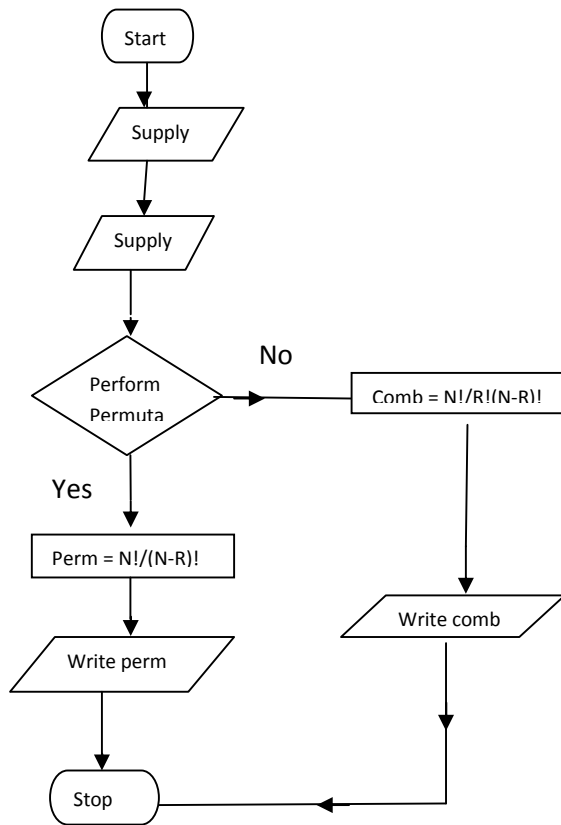 Start
Supply
Supply
Perform
Permuta
No
Comb = N!/R!(N-R)!
Yes
Perm = N!/(N-R)!
Write comb
Write perm
Stop